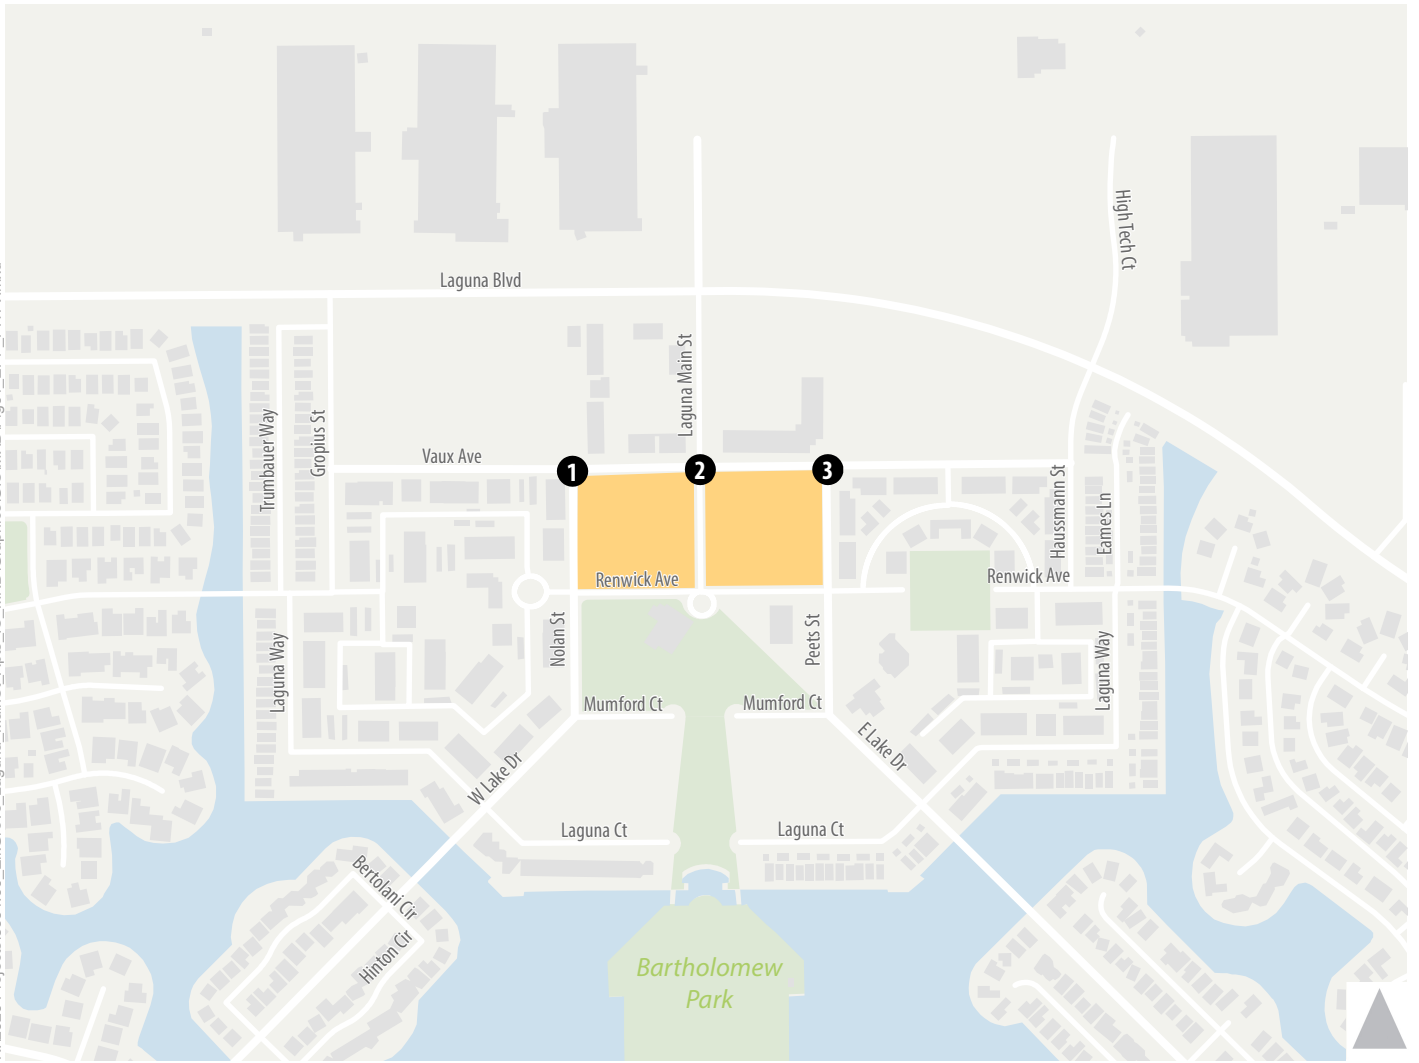 High Tech Ct
Laguna Blvd
Laguna Main St
Trumbauer Way
Gropius St
Vaux Ave
1
2
3
Haussmann St
Eames Ln
Renwick Ave
Renwick Ave
Nolan St
Peets St
Laguna Way
Laguna Way
Mumford Ct
Mumford Ct
W Lake Dr
E Lake Dr
Laguna Ct
Laguna Ct
Bertolani Cir
Hinton Cir
Bartholomew
Park